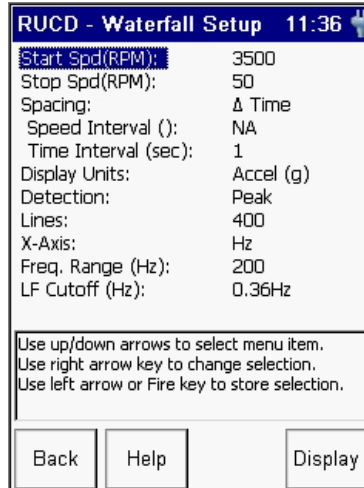 RUCD - Waterfall Setup 11:36
Start Spd(RPM): 3500
Stop Spd(RPM): 50
Spacing: Δ Time
Speed Interval (): NA
Time Interval (sec): 1
Display Units: Accel (g)
Detection: Peak
Lines: 400
X-Axis: Hz
Freq. Range (Hz): 200
LF Cutoff (Hz): 0.36Hz
Use up/down arrows to select menu item.
Use right arrow key to change selection.
Use left arrow or Fire key to store selection.
Back Help Display